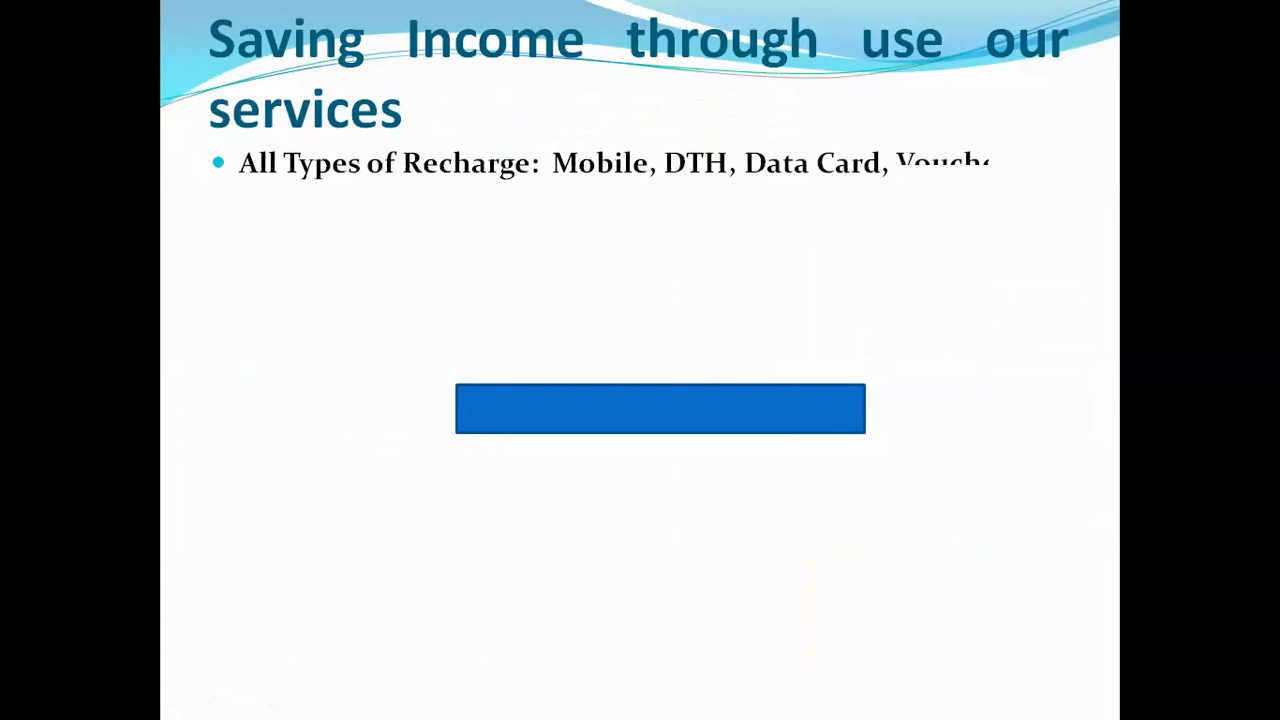 Saving Income through use our
services
All Types of Recharge: Mobile, DTH, Data Card,